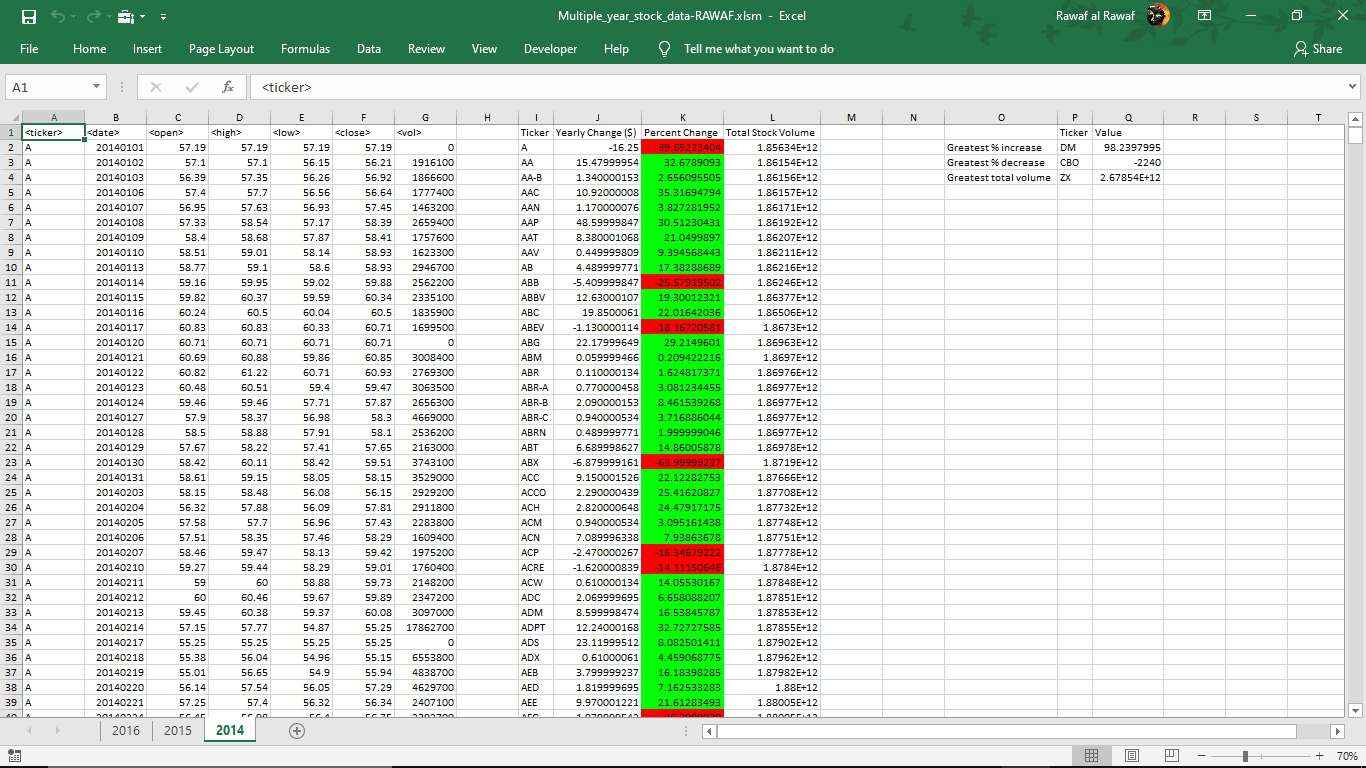 Multiple_year_stock_data-RAWAF.xlsm - Excel Rawaf al Rawaf
File Home Insert Page Layout Formulas Data Review View Developer Help Tell me what you want to do Share
A1 fx <ticker>
A B C D E F G H I J K L M N O P Q R S T
1 <ticker> <date> <open> <high> <low> <close> <vol> Ticker Yearly Change ($) Percent Change Total Stock Volume Ticker Value
2 A 20140101 57.19 57.19 57.19 57.19 0 A -16.25 -39.69223404 1.85634E+12 Greatest % increase DM 98.2397995
3 A 20140102 57.1 57.1 56.15 56.21 1916100 AA 15.47999954 32.6789093 1.86154E+12 Greatest % decrease CBO -2240
4 A 20140103 56.39 57.35 56.26 56.92 1866600 AA-B 1.340000153 2.656095505 1.86156E+12 Greatest total volume ZX 2.67854E+12
5 A 20140106 57.4 57.7 56.56 56.64 1777400 AAC 10.92000008 35.31694794 1.86157E+12
6 A 20140107 56.95 57.63 56.93 57.45 1463200 AAN 1.170000076 3.827281952 1.86171E+12
7 A 20140108 57.33 58.54 57.17 58.39 2659400 AAP 48.59999847 30.51230431 1.86192E+12
8 A 20140109 58.4 58.68 57.87 58.41 1757600 AAT 8.380001068 21.0499897 1.86207E+12
9 A 20140110 58.51 59.01 58.14 58.93 1623300 AAV 0.449999809 9.394568443 1.86211E+12
10 A 20140113 58.77 59.1 58.6 58.93 2946700 AB 4.489999771 17.38288689 1.86216E+12
11 A 20140114 59.16 59.95 59.02 59.88 2562200 ABB -5.409999847 -25.57919502 1.86246E+12
12 A 20140115 59.82 60.37 59.59 60.34 2335100 ABBV 12.63000107 19.30012321 1.86377E+12
13 A 20140116 60.24 60.5 60.04 60.5 1835900 ABC 19.8500061 22.01642036 1.86506E+12
14 A 20140117 60.83 60.83 60.33 60.71 1699500 ABEV -1.130000114 -18.16720561 1.8673E+12
15 A 20140120 60.71 60.71 60.71 60.71 0 ABG 22.17999649 29.2149601 1.86963E+12
16 A 20140121 60.69 60.88 59.86 60.85 3008400 ABM 0.059999466 0.209422216 1.8697E+12
17 A 20140122 60.82 61.22 60.71 60.93 2769300 ABR 0.110000134 1.624817371 1.86976E+12
18 A 20140123 60.48 60.51 59.4 59.47 3063500 ABR-A 0.770000458 3.081234455 1.86977E+12
19 A 20140124 59.46 59.46 57.71 57.87 2656300 ABR-B 2.090000153 8.461539268 1.86977E+12
20 A 20140127 57.9 58.37 56.98 58.3 4669000 ABR-C 0.940000534 3.716886044 1.86977E+12
21 A 20140128 58.5 58.88 57.91 58.1 2536200 ABRN 0.489999771 1.999999046 1.86977E+12
22 A 20140129 57.67 58.22 57.41 57.65 2163000 ABT 6.689998627 14.86005878 1.86978E+12
23 A 20140130 58.42 60.11 58.42 59.51 3743100 ABX -6.879999161 -63.99999237 1.8719E+12
24 A 20140131 58.61 59.15 58.05 58.15 3529000 ACC 9.150001526 22.12282753 1.87666E+12
25 A 20140203 58.15 58.48 56.08 56.15 2929200 ACCO 2.290000439 25.41620827 1.87708E+12
26 A 20140204 56.32 57.88 56.09 57.81 2911800 ACH 2.820000648 24.47917175 1.87732E+12
27 A 20140205 57.58 57.7 56.96 57.43 2283800 ACM 0.940000534 3.095161438 1.87748E+12
28 A 20140206 57.51 58.35 57.46 58.29 1609400 ACN 7.089996338 7.93863678 1.87751E+12
29 A 20140207 58.46 59.47 58.13 59.42 1975200 ACP -2.470000267 -16.34679222 1.87778E+12
30 A 20140210 59.27 59.44 58.29 59.01 1760400 ACRE -1.620000839 -14.11150646 1.8784E+12
31 A 20140211 59 60 58.88 59.73 2148200 ACW 0.610000134 14.05530167 1.87848E+12
32 A 20140212 60 60.46 59.67 59.89 2347200 ADC 2.069999695 6.658088207 1.87851E+12
33 A 20140213 59.45 60.38 59.37 60.08 3097000 ADM 8.599998474 16.53845787 1.87853E+12
34 A 20140214 57.15 57.77 54.87 55.25 17862700 ADPT 12.24000168 32.72727585 1.87855E+12
35 A 20140217 55.25 55.25 55.25 55.25 0 ADS 23.11999512 8.082501411 1.87902E+12
36 A 20140218 55.38 56.04 54.96 55.15 6553800 ADX 0.61000061 4.459068775 1.87962E+12
37 A 20140219 55.01 56.65 54.9 55.94 4838700 AEB 3.799999237 16.18398285 1.87982E+12
38 A 20140220 56.14 57.54 56.05 57.29 4629700 AED 1.819999695 7.162533283 1.88E+12
39 A 20140221 57.25 57.4 56.32 56.34 2407100 AEE 9.970001221 21.61283493 1.88005E+12
2016 2015 2014
70%